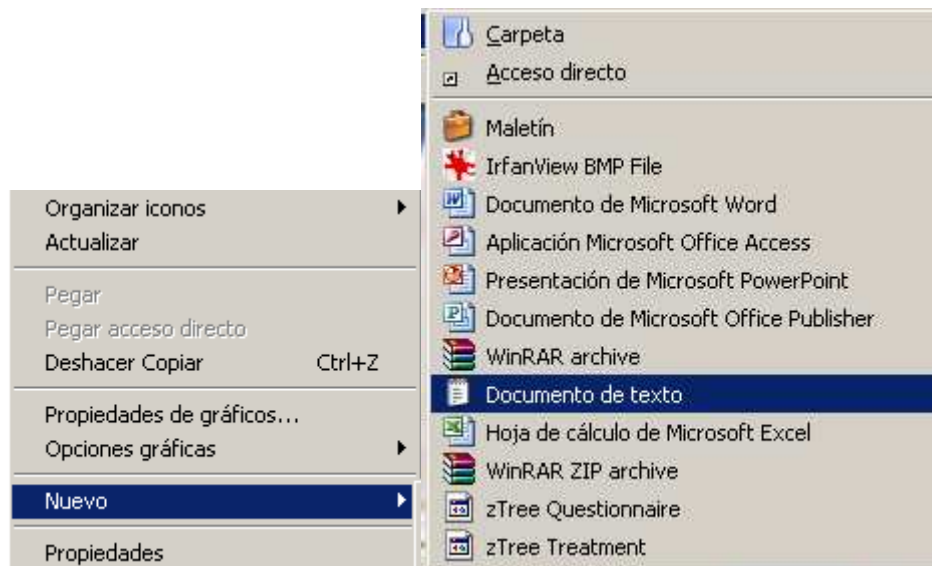 Organizar iconos
Actualizar
Pegar
Pegar acceso directo
Deshacer Copiar Ctrl+Z
Propiedades de gráficos...
Opciones gráficas
Nuevo
Propiedades
Carpeta
Acceso directo
Maletín
IrfanView BMP File
Documento de Microsoft Word
Aplicación Microsoft Office Access
Presentación de Microsoft PowerPoint
Documento de Microsoft Office Publisher
WinRAR archive
Documento de texto
Hoja de cálculo de Microsoft Excel
WinRAR ZIP archive
zTree Questionnaire
zTree Treatment